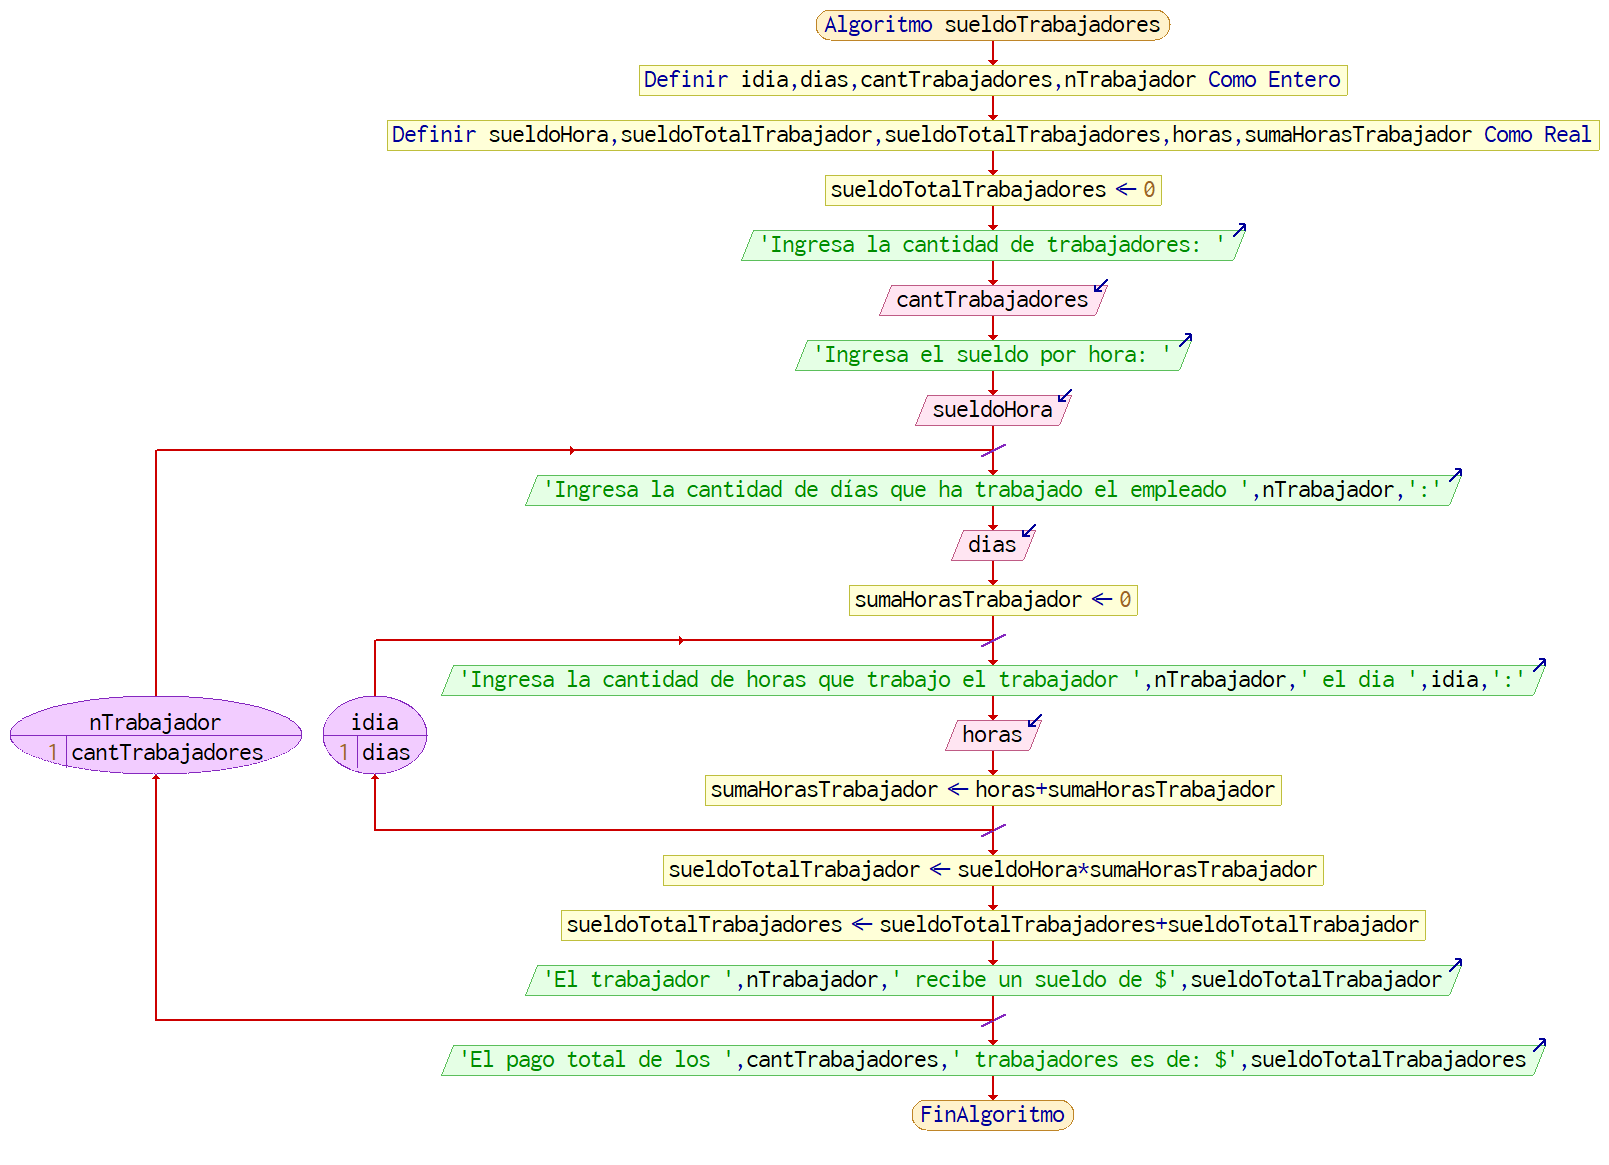 Algoritmo sueldoTrabajadores
Definir idia,dias,cantTrabajadores,nTrabajador Como Entero
Definir sueldoHora,sueldoTotalTrabajador,sueldoTotalTrabajadores,horas,sumaHorasTrabajador Como Real
sueldoTotalTrabajadores ← 0
'Ingresa la cantidad de trabajadores: '
cantTrabajadores
'Ingresa el sueldo por hora: '
sueldoHora
'Ingresa la cantidad de días que ha trabajado el empleado ',nTrabajador,':'
dias
sumaHorasTrabajador ← 0
'Ingresa la cantidad de horas que trabajo el trabajador ',nTrabajador,' el dia ',idia,':'
nTrabajador
1 cantTrabajadores
idia
1 dias
horas
sumaHorasTrabajador ← horas+sumaHorasTrabajador
sueldoTotalTrabajador ← sueldoHora*sumaHorasTrabajador
sueldoTotalTrabajadores ← sueldoTotalTrabajadores+sueldoTotalTrabajador
'El trabajador ',nTrabajador,' recibe un sueldo de $',sueldoTotalTrabajador
'El pago total de los ',cantTrabajadores,' trabajadores es de: $',sueldoTotalTrabajadores
FinAlgoritmo